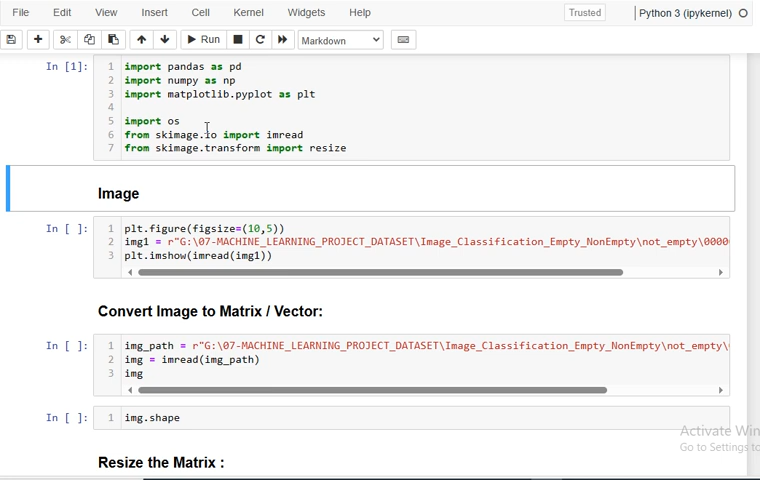 File Edit View Insert Cell Kernel Widgets Help Trusted Python 3 (ipykernel)
Run Markdown
In [1]: 1 import pandas as pd
2 import numpy as np
3 import matplotlib.pyplot as plt
4
5 import os
6 from skimage.io import imread
7 from skimage.transform import resize
Image
In [ ]: 1 plt.figure(figsize=(10,5))
2 img1 = r"G:\07-MACHINE_LEARNING_PROJECT_DATASET\Image_Classification_Empty_NonEmpty\not_empty\0000
3 plt.imshow(imread(img1))
Convert Image to Matrix / Vector:
In [ ]: 1 img_path = r"G:\07-MACHINE_LEARNING_PROJECT_DATASET\Image_Classification_Empty_NonEmpty\not_empty\
2 img = imread(img_path)
3 img
In [ ]: 1 img.shape
Activate Win
Go to Settings to
Resize the Matrix :